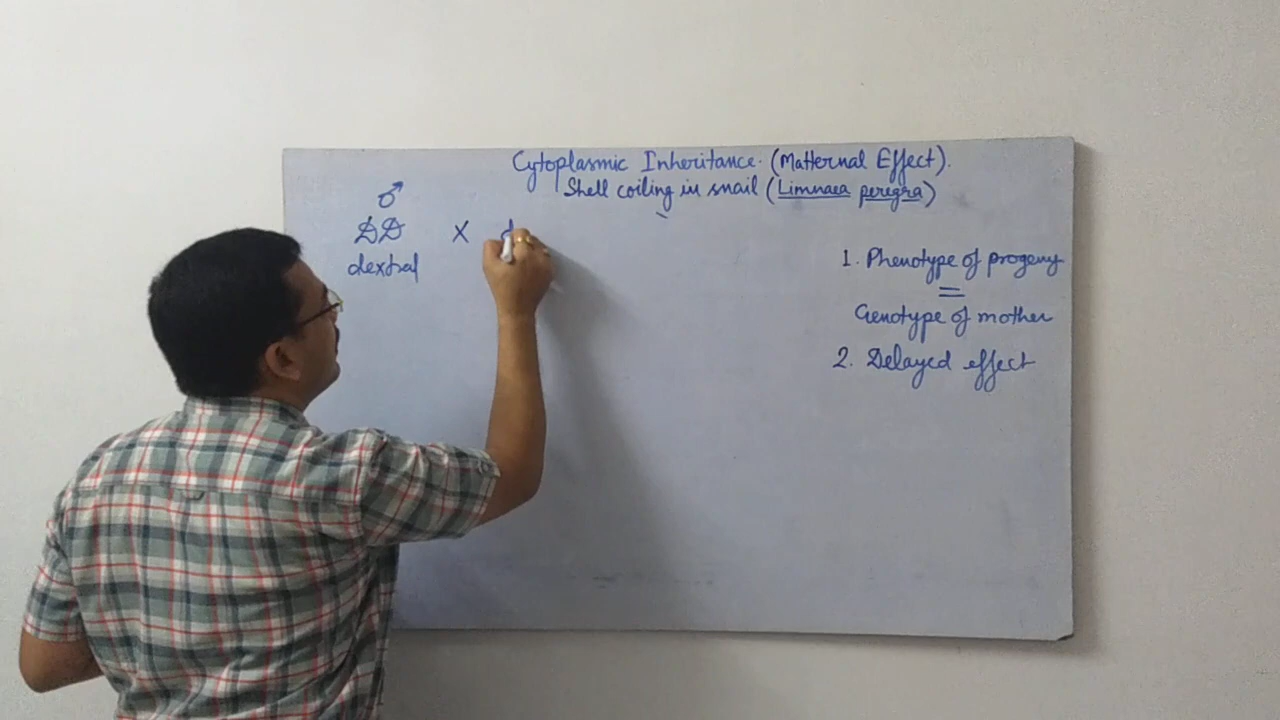 Cytoplasmic Inheritance. (Matternal Effect).
Shell coiling in snail (Limnaea peregra)
♂
DD X d
dextral
1. Phenotype of progeny
=
Genotype of mother
2. Delayed effect